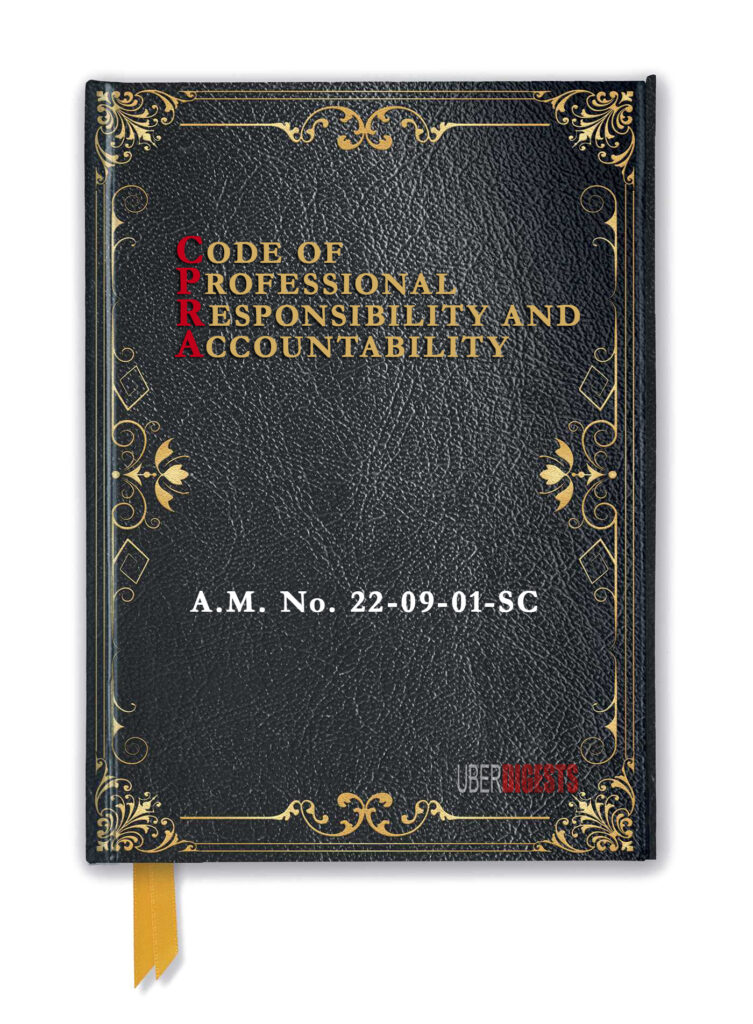 CODE OF
PROFESSIONAL
RESPONSIBILITY AND
ACCOUNTABILITY
A.M. No. 22-09-01-SC
UBERDIGESTS